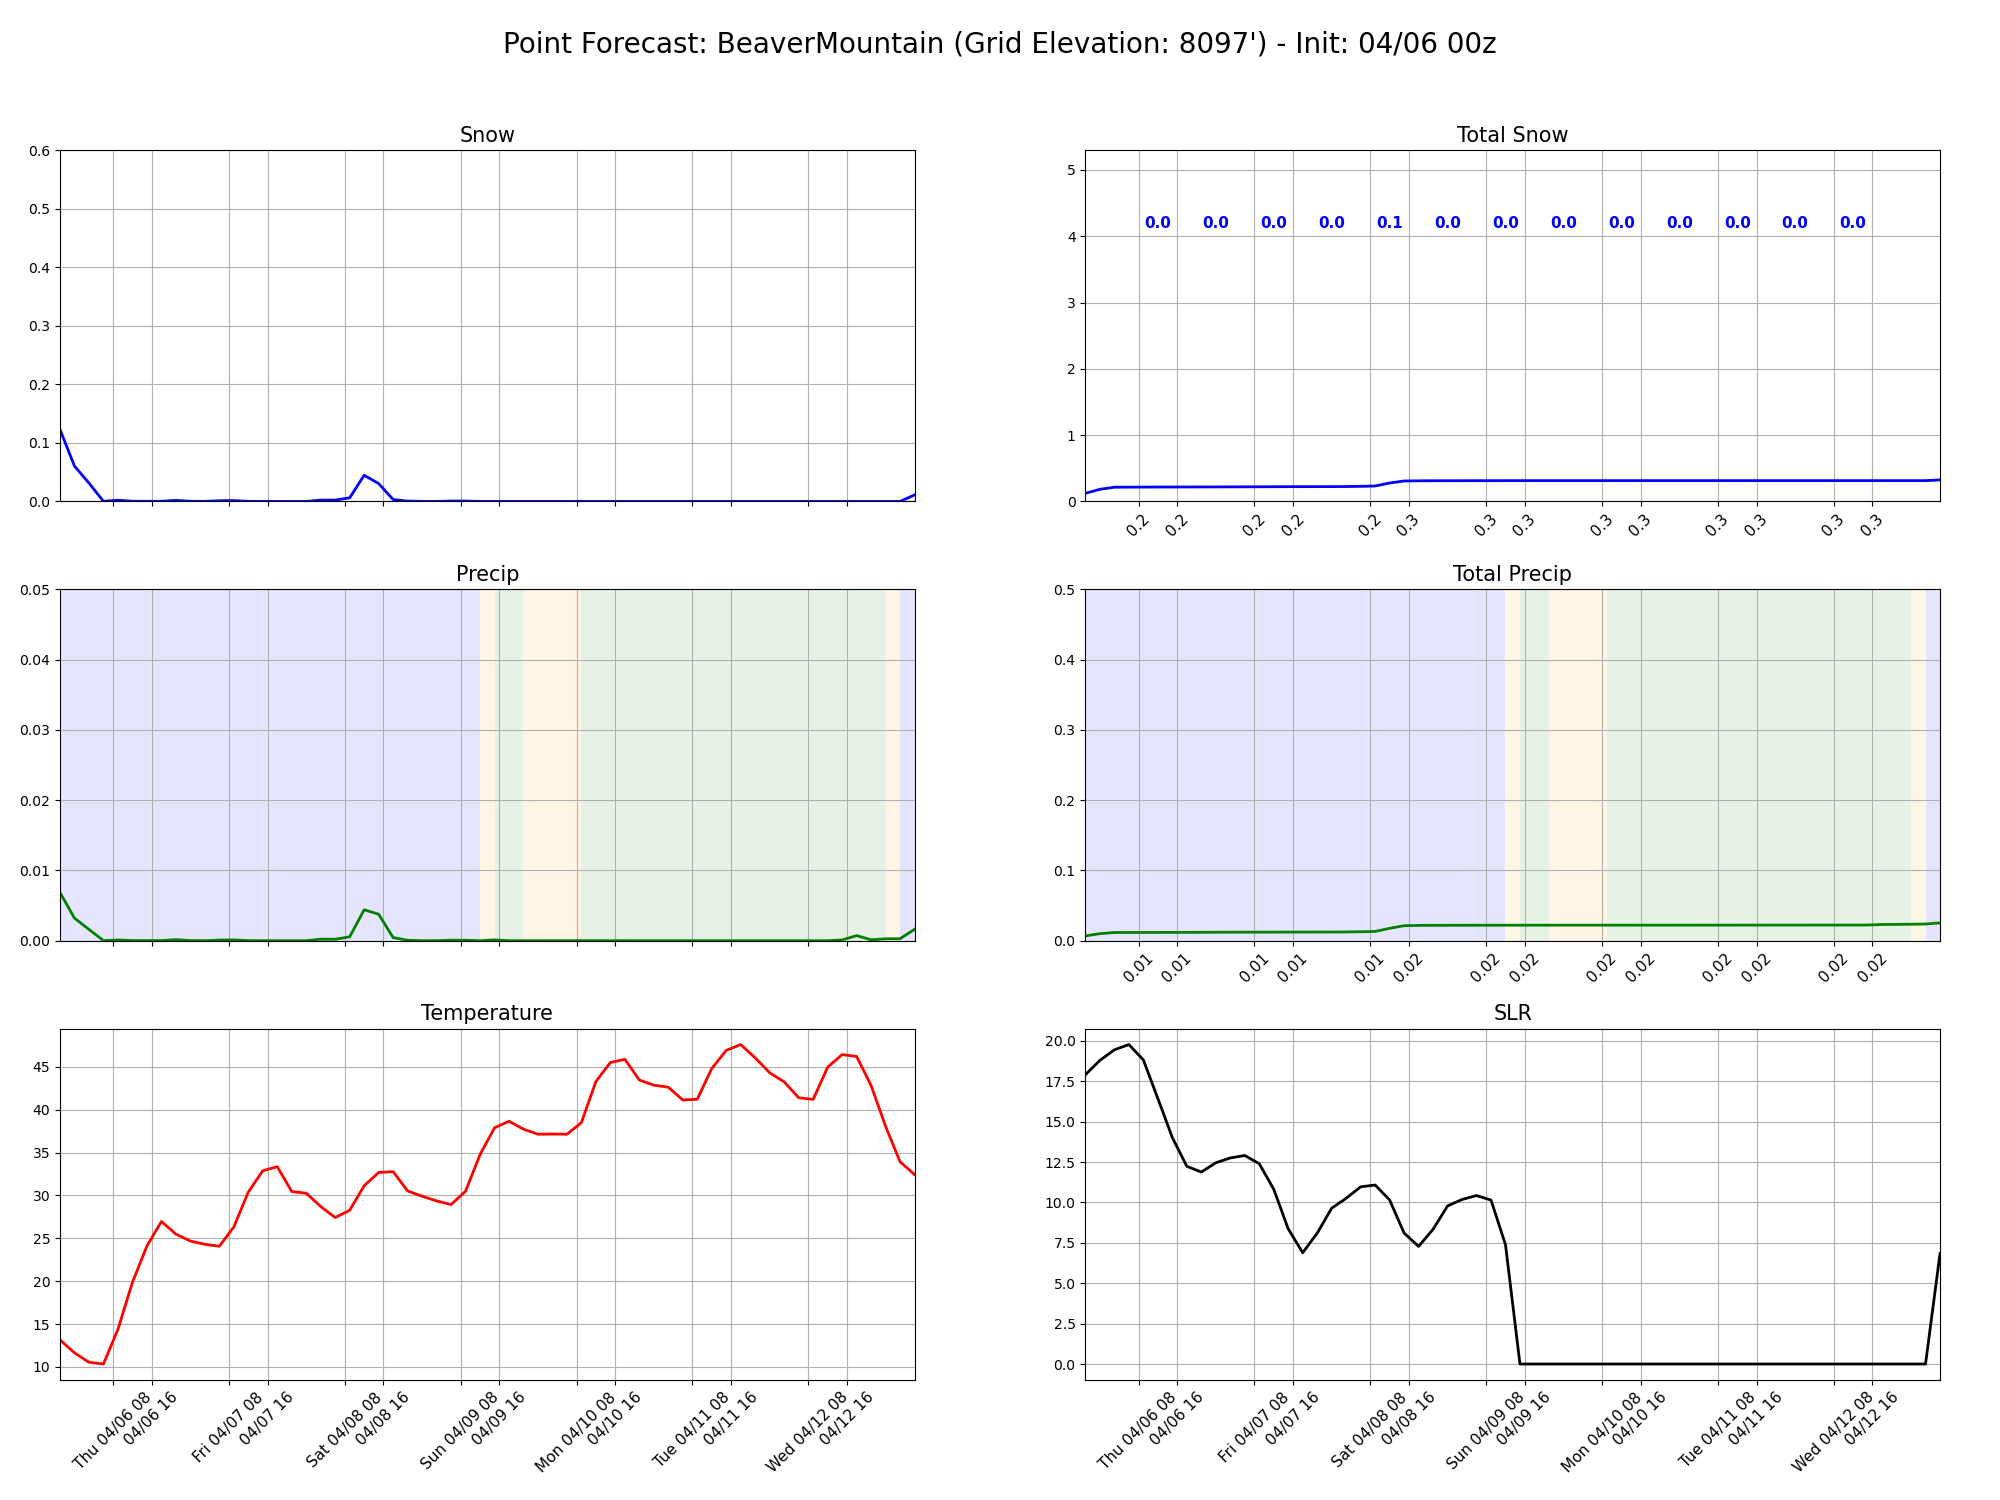 Point Forecast: BeaverMountain (Grid Elevation: 8097') - Init: 04/06 00z
Snow
0.6
0.5
0.4
0.3
0.2
0.1
0.0
Total Snow
5
4
3
2
1
0
0.0 0.0 0.0 0.0 0.1 0.0 0.0 0.0 0.0 0.0 0.0 0.0 0.0
0.2 0.2 0.2 0.2 0.2 0.3 0.3 0.3 0.3 0.3 0.3 0.3 0.3 0.3
Precip
0.05
0.04
0.03
0.02
0.01
0.00
Total Precip
0.5
0.4
0.3
0.2
0.1
0.0
0.01 0.01 0.01 0.01 0.01 0.02 0.02 0.02 0.02 0.02 0.02 0.02 0.02 0.02
Temperature
45
40
35
30
25
20
15
10
Thu 04/06 08
04/06 16
Fri 04/07 08
04/07 16
Sat 04/08 08
04/08 16
Sun 04/09 08
04/09 16
Mon 04/10 08
04/10 16
Tue 04/11 08
04/11 16
Wed 04/12 08
04/12 16
SLR
20.0
17.5
15.0
12.5
10.0
7.5
5.0
2.5
0.0
Thu 04/06 08
04/06 16
Fri 04/07 08
04/07 16
Sat 04/08 08
04/08 16
Sun 04/09 08
04/09 16
Mon 04/10 08
04/10 16
Tue 04/11 08
04/11 16
Wed 04/12 08
04/12 16